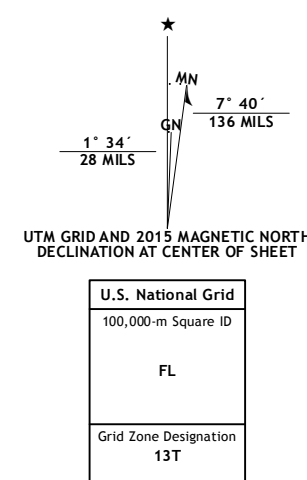 ★
MN
7° 40´
136 MILS
GN
1° 34´
28 MILS
UTM GRID AND 2015 MAGNETIC NORTH
DECLINATION AT CENTER OF SHEET
U.S. National Grid
100,000-m Square ID
FL
Grid Zone Designation
13T